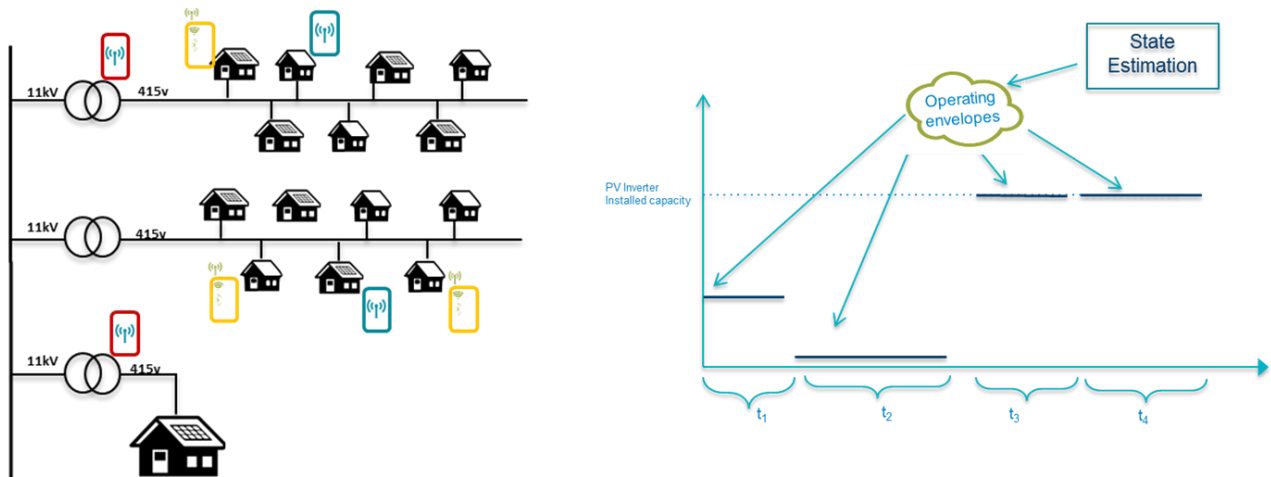 11kV
415v
11kV
415v
11kV
415v
State
Estimation
Operating
envelopes
PV Inverter
Installed capacity
t₁
t₂
t₃
t₄